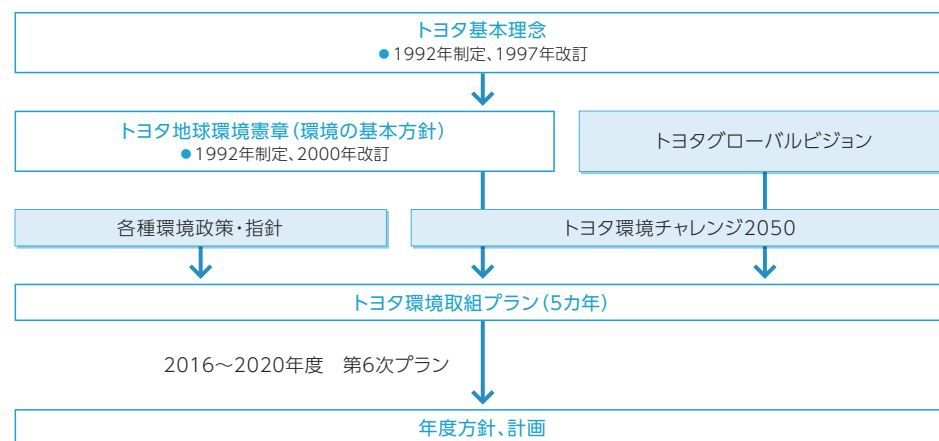 トヨタ基本理念
●1992年制定、1997年改訂
トヨタ地球環境憲章(環境の基本方針)
●1992年制定、2000年改訂
トヨタグローバルビジョン
各種環境政策・指針
トヨタ環境チャレンジ2050
トヨタ環境取組プラン(5カ年)
2016〜2020年度　第6次プラン
年度方針、計画